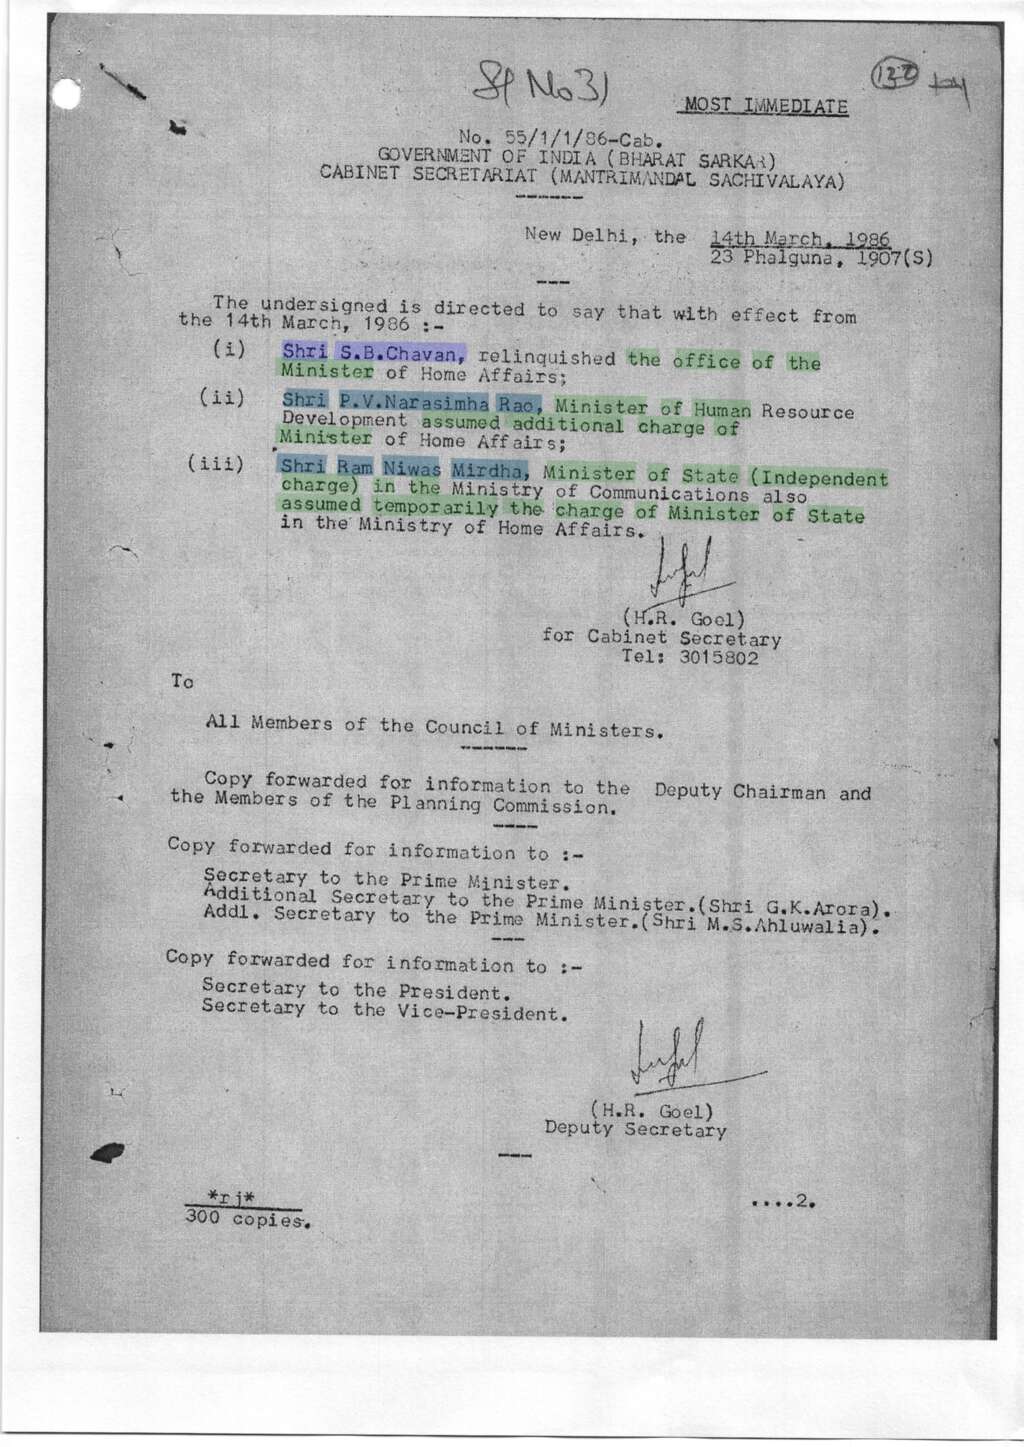 Sl No 31
132
MOST IMMEDIATE
No. 55/1/1/86-Cab.
GOVERNMENT OF INDIA (BHARAT SARKAR)
CABINET SECRETARIAT (MANTRIMANDAL SACHIVALAYA)
New Delhi, the 14th March, 1986
23 Phalguna, 1907(S)
The undersigned is directed to say that with effect from
the 14th March, 1986 :-
(i) Shri S.B.Chavan, relinquished the office of the
Minister of Home Affairs;
(ii) Shri P.V.Narasimha Rao, Minister of Human Resource
Development assumed additional charge of
Minister of Home Affairs;
(iii) Shri Ram Niwas Mirdha, Minister of State (Independent
charge) in the Ministry of Communications also
assumed temporarily the charge of Minister of State
in the Ministry of Home Affairs.
(H.R. Goel)
for Cabinet Secretary
Tel: 3015802
To
All Members of the Council of Ministers.
Copy forwarded for information to the Deputy Chairman and
the Members of the Planning Commission.
Copy forwarded for information to :-
Secretary to the Prime Minister.
Additional Secretary to the Prime Minister.(Shri G.K.Arora).
Addl. Secretary to the Prime Minister.(Shri M.S.Ahluwalia).
Copy forwarded for information to :-
Secretary to the President.
Secretary to the Vice-President.
(H.R. Goel)
Deputy Secretary
*rj*
300 copies.
....2.